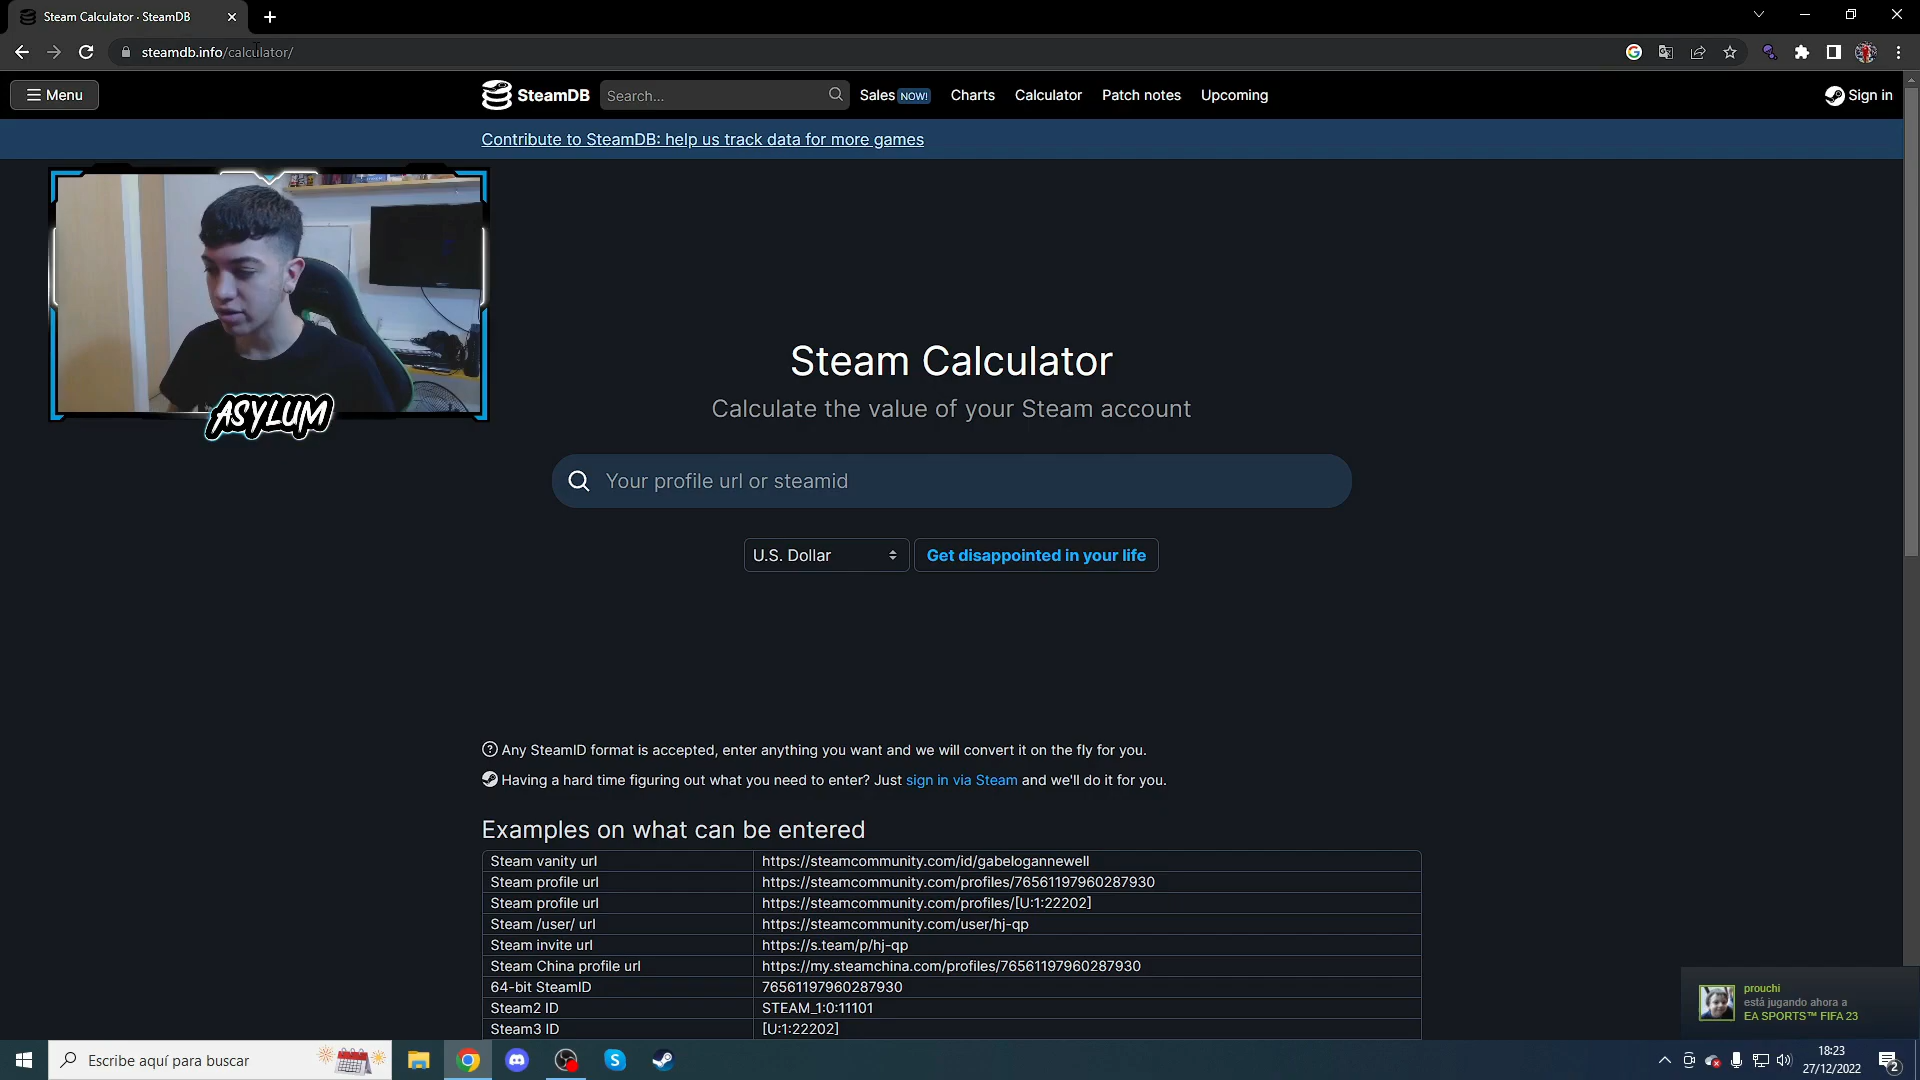 Steam Calculator · SteamDB
steamdb.info/calculator/
Menu
SteamDB
Search...
Sales NOW!
Charts
Calculator
Patch notes
Upcoming
Sign in
Contribute to SteamDB: help us track data for more games
ASYLUM
Steam Calculator
Calculate the value of your Steam account
Your profile url or steamid
U.S. Dollar
Get disappointed in your life
Any SteamID format is accepted, enter anything you want and we will convert it on the fly for you.
Having a hard time figuring out what you need to enter? Just sign in via Steam and we'll do it for you.
Examples on what can be entered
Steam vanity url https://steamcommunity.com/id/gabelogannewell
Steam profile url https://steamcommunity.com/profiles/76561197960287930
Steam profile url https://steamcommunity.com/profiles/[U:1:22202]
Steam /user/ url https://steamcommunity.com/user/hj-qp
Steam invite url https://s.team/p/hj-qp
Steam China profile url https://my.steamchina.com/profiles/76561197960287930
64-bit SteamID 76561197960287930
Steam2 ID STEAM_1:0:11101
Steam3 ID [U:1:22202]
prouchi
está jugando ahora a
EA SPORTS™ FIFA 23
Escribe aquí para buscar
18:23
27/12/2022
2